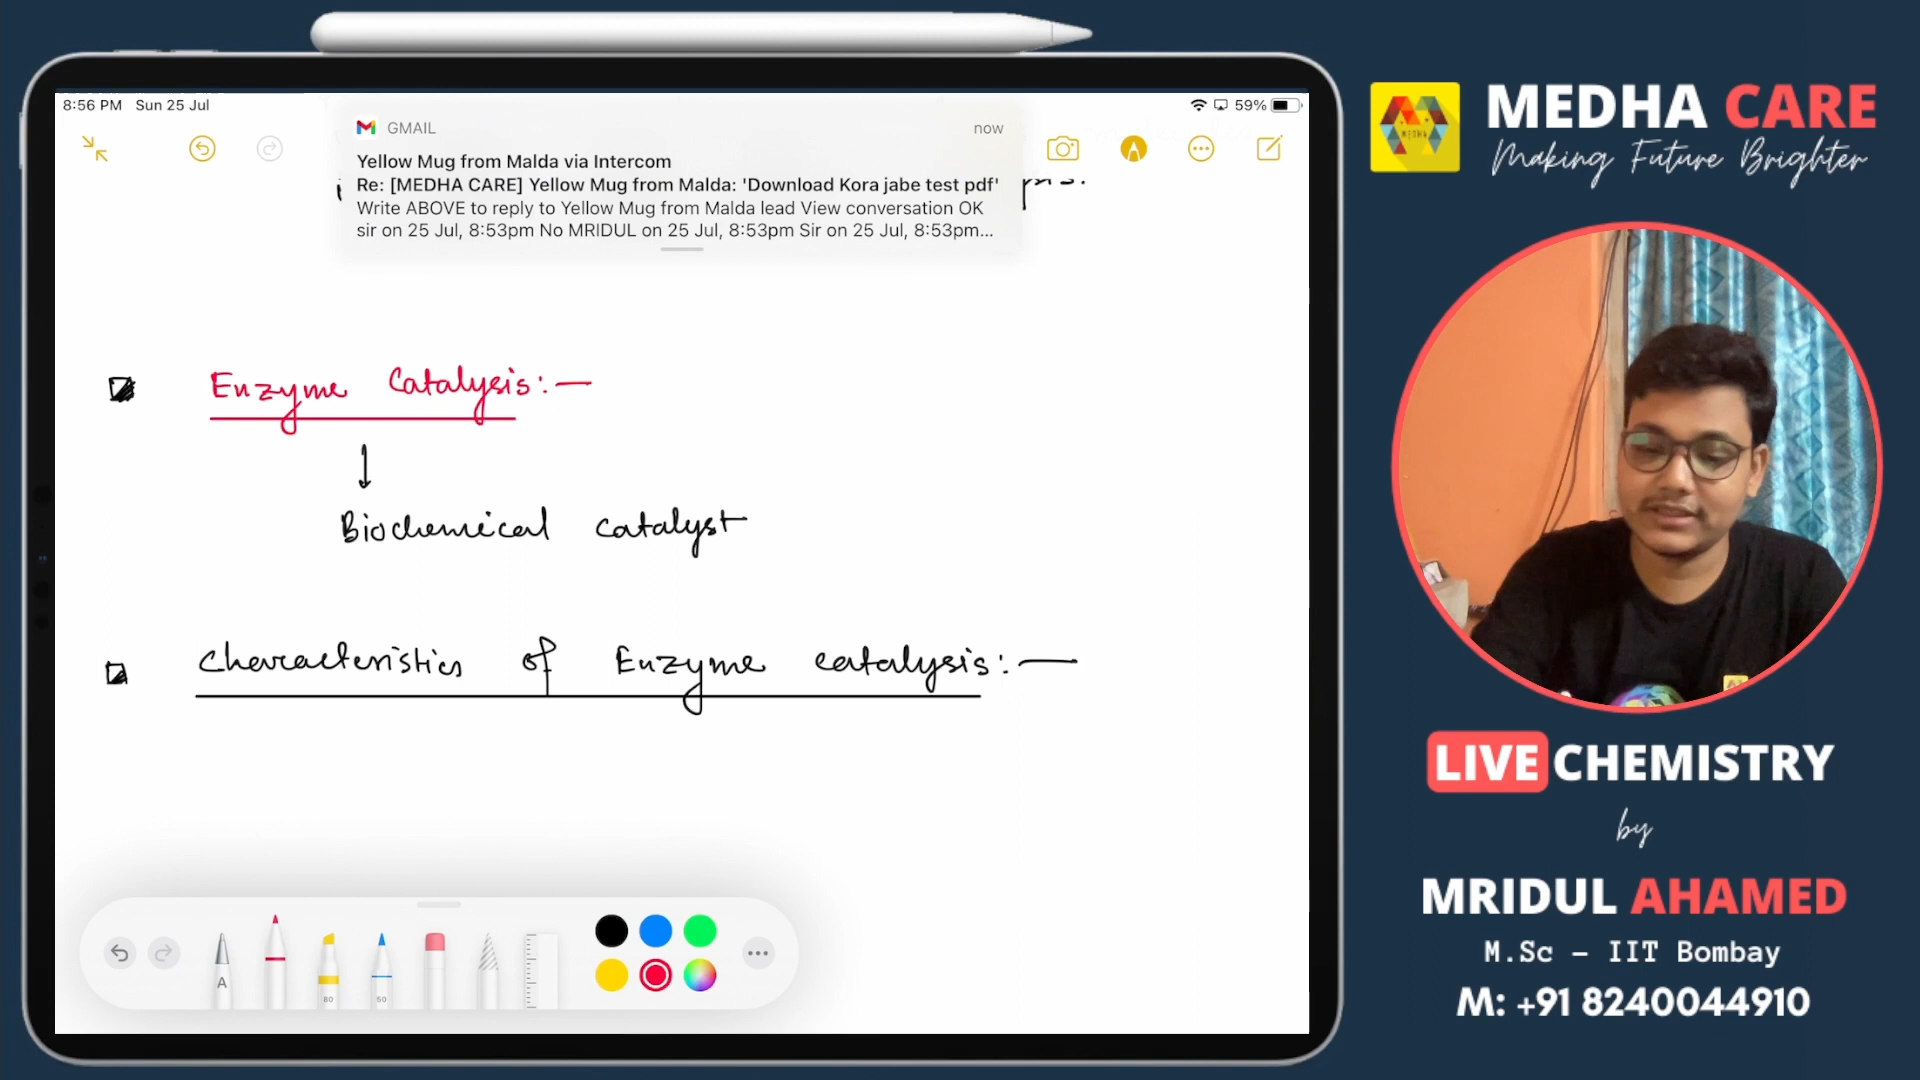 8:56 PM Sun 25 Jul
59%
GMAIL
now
Yellow Mug from Malda via Intercom
Re: [MEDHA CARE] Yellow Mug from Malda: 'Download Kora jabe test pdf'
Write ABOVE to reply to Yellow Mug from Malda lead View conversation OK
sir on 25 Jul, 8:53pm No MRIDUL on 25 Jul, 8:53pm Sir on 25 Jul, 8:53pm...
Enzyme Catalysis:—
↓
Biochemical catalyst
Characteristics of Enzyme catalysis:—
A
80
50
MEDHA
MEDHA CARE
Making Future Brighter
LIVE CHEMISTRY
by
MRIDUL AHAMED
M.Sc - IIT Bombay
M: +91 8240044910